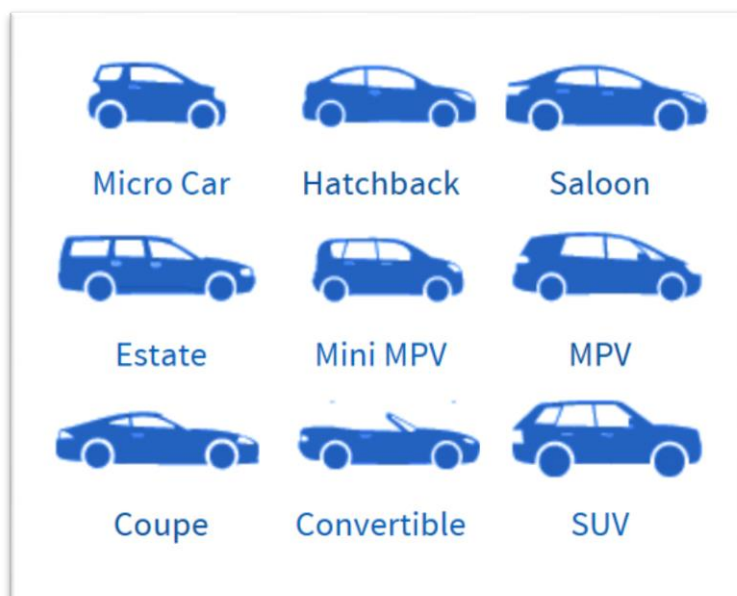 Micro Car Hatchback Saloon
Estate Mini MPV MPV
Coupe Convertible SUV